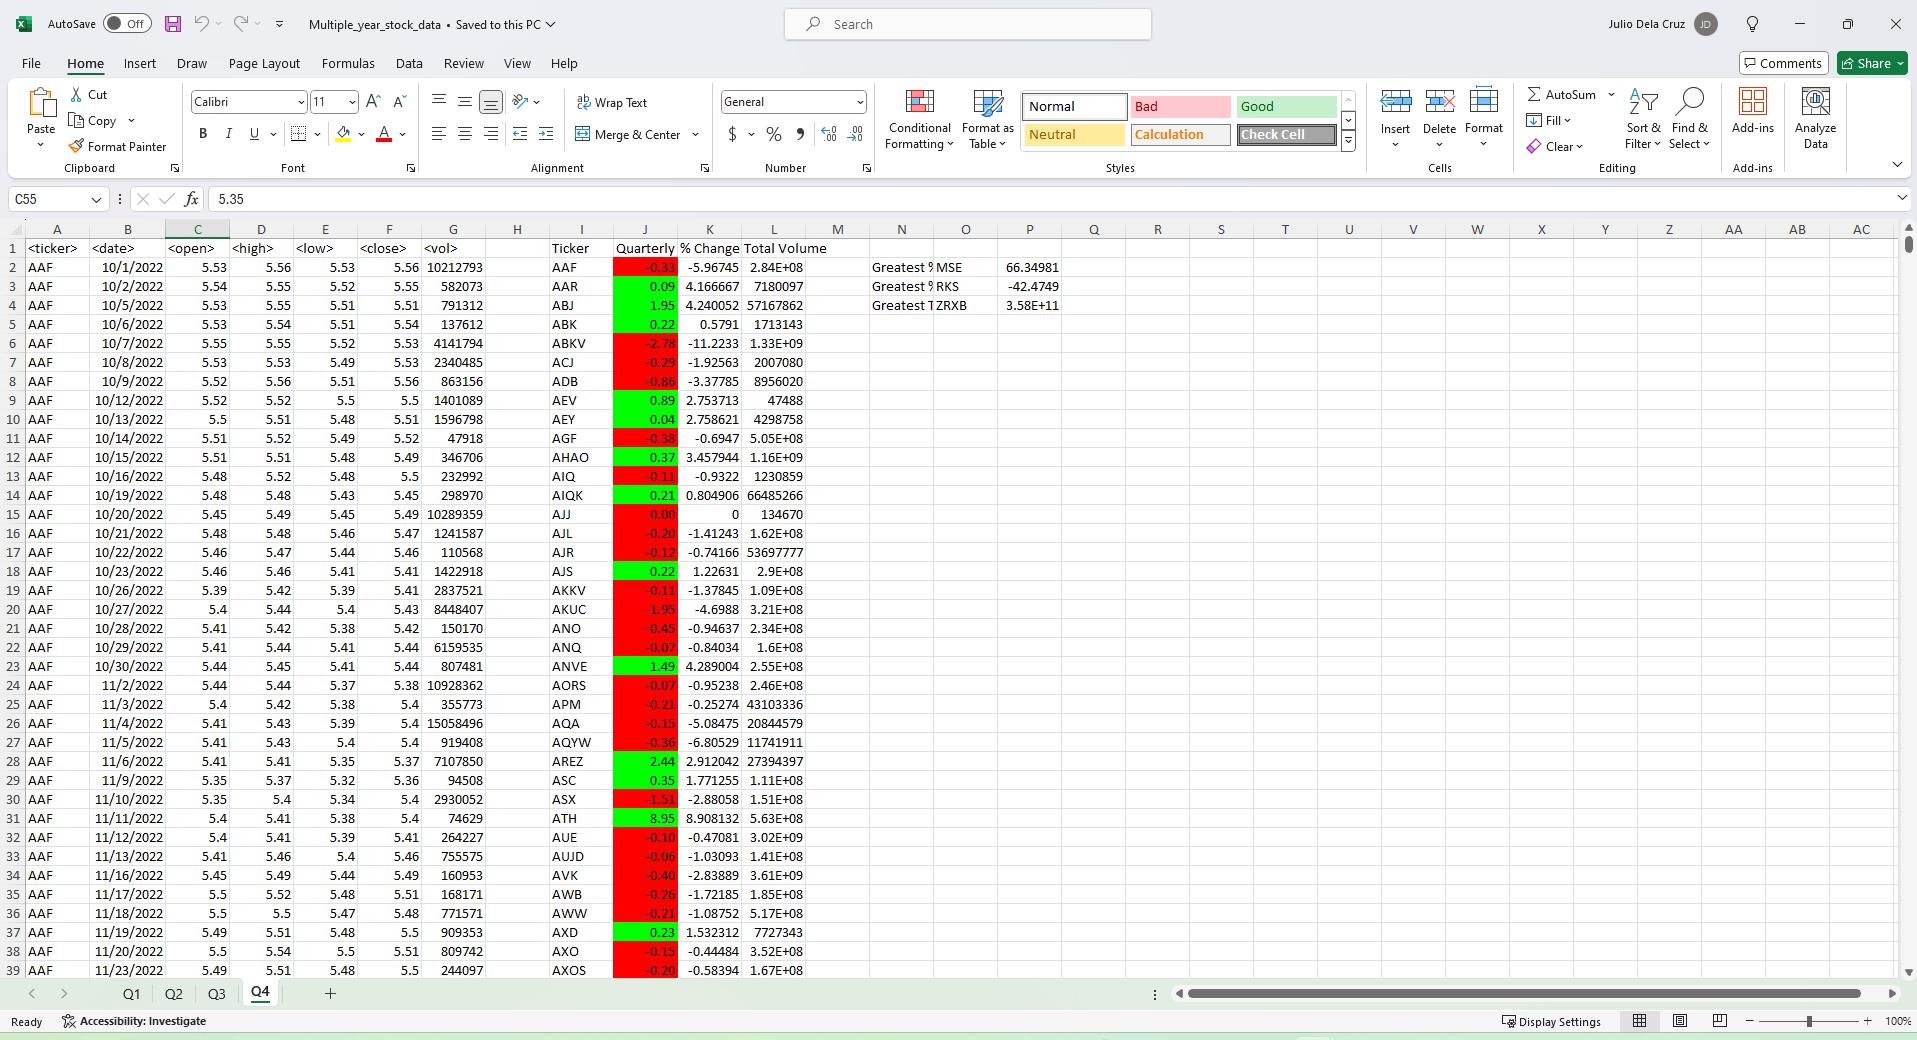 AutoSave Off Multiple_year_stock_data • Saved to this PC Search Julio Dela Cruz JD
File Home Insert Draw Page Layout Formulas Data Review View Help Comments Share
Paste Cut Copy Format Painter Clipboard
Calibri 11 B I U A A A Font
Wrap Text Merge & Center Alignment
General $ % Number
Conditional Formatting Format as Table Normal Bad Good Neutral Calculation Check Cell Styles
Insert Delete Format Cells
AutoSum Fill Clear Sort & Filter Find & Select Editing
Add-ins Add-ins Analyze Data
C55 fx 5.35
A B C D E F G H I J K L M N O P Q R S T U V W X Y Z AA AB AC
1 <ticker> <date> <open> <high> <low> <close> <vol> Ticker Quarterly % Change Total Volume
2 AAF 10/1/2022 5.53 5.56 5.53 5.56 10212793 AAF -0.33 -5.96745 2.84E+08 Greatest % MSE 66.34981
3 AAF 10/2/2022 5.54 5.55 5.52 5.55 582073 AAR 0.09 4.166667 7180097 Greatest % RKS -42.4749
4 AAF 10/5/2022 5.53 5.55 5.51 5.51 791312 ABJ 1.95 4.240052 57167862 Greatest T ZRXB 3.58E+11
5 AAF 10/6/2022 5.53 5.54 5.51 5.54 137612 ABK 0.22 0.5791 1713143
6 AAF 10/7/2022 5.55 5.55 5.52 5.53 4141794 ABKV -2.78 -11.2233 1.33E+09
7 AAF 10/8/2022 5.53 5.53 5.49 5.53 2340485 ACJ -0.29 -1.92563 2007080
8 AAF 10/9/2022 5.52 5.56 5.51 5.56 863156 ADB -0.86 -3.37785 8956020
9 AAF 10/12/2022 5.52 5.52 5.5 5.5 1401089 AEV 0.89 2.753713 47488
10 AAF 10/13/2022 5.5 5.51 5.48 5.51 1596798 AEY 0.04 2.758621 4298758
11 AAF 10/14/2022 5.51 5.52 5.49 5.52 47918 AGF -0.38 -0.6947 5.05E+08
12 AAF 10/15/2022 5.51 5.51 5.48 5.49 346706 AHAO 0.37 3.457944 1.16E+09
13 AAF 10/16/2022 5.48 5.52 5.48 5.5 232992 AIQ -0.11 -0.9322 1230859
14 AAF 10/19/2022 5.48 5.48 5.43 5.45 298970 AIQK 0.21 0.804906 66485266
15 AAF 10/20/2022 5.45 5.49 5.45 5.49 10289359 AJJ 0.00 0 134670
16 AAF 10/21/2022 5.48 5.48 5.46 5.47 1241587 AJL -0.20 -1.41243 1.62E+08
17 AAF 10/22/2022 5.46 5.47 5.44 5.46 110568 AJR -0.12 -0.74166 53697777
18 AAF 10/23/2022 5.46 5.46 5.41 5.41 1422918 AJS 0.22 1.22631 2.9E+08
19 AAF 10/26/2022 5.39 5.42 5.39 5.41 2837521 AKKV -0.11 -1.37845 1.09E+08
20 AAF 10/27/2022 5.4 5.44 5.4 5.43 8448407 AKUC -1.95 -4.6988 3.21E+08
21 AAF 10/28/2022 5.41 5.42 5.38 5.42 150170 ANO -0.45 -0.94637 2.34E+08
22 AAF 10/29/2022 5.41 5.44 5.41 5.44 6159535 ANQ -0.07 -0.84034 1.6E+08
23 AAF 10/30/2022 5.44 5.45 5.41 5.44 807481 ANVE 1.49 4.289004 2.55E+08
24 AAF 11/2/2022 5.44 5.44 5.37 5.38 10928362 AORS -0.07 -0.95238 2.46E+08
25 AAF 11/3/2022 5.4 5.42 5.38 5.4 355773 APM -0.21 -0.25274 43103336
26 AAF 11/4/2022 5.41 5.43 5.39 5.4 15058496 AQA -0.15 -5.08475 20844579
27 AAF 11/5/2022 5.41 5.43 5.4 5.4 919408 AQYW -0.36 -6.80529 11741911
28 AAF 11/6/2022 5.41 5.41 5.35 5.37 7107850 AREZ 2.44 2.912042 27394397
29 AAF 11/9/2022 5.35 5.37 5.32 5.36 94508 ASC 0.35 1.771255 1.11E+08
30 AAF 11/10/2022 5.35 5.4 5.34 5.4 2930052 ASX -1.51 -2.88058 1.51E+08
31 AAF 11/11/2022 5.4 5.41 5.38 5.4 74629 ATH 8.95 8.908132 5.63E+08
32 AAF 11/12/2022 5.4 5.41 5.39 5.41 264227 AUE -0.10 -0.47081 3.02E+09
33 AAF 11/13/2022 5.41 5.46 5.4 5.46 755575 AUJD -0.06 -1.03093 1.41E+08
34 AAF 11/16/2022 5.45 5.49 5.44 5.49 160953 AVK -0.40 -2.83889 3.61E+09
35 AAF 11/17/2022 5.5 5.52 5.48 5.51 168171 AWB -0.26 -1.72185 1.85E+08
36 AAF 11/18/2022 5.5 5.5 5.47 5.48 771571 AWW -0.21 -1.08752 5.17E+08
37 AAF 11/19/2022 5.49 5.51 5.48 5.5 909353 AXD 0.23 1.532312 7727343
38 AAF 11/20/2022 5.5 5.54 5.5 5.51 809742 AXO -0.15 -0.44484 3.52E+08
39 AAF 11/23/2022 5.49 5.51 5.48 5.5 244097 AXOS -0.20 -0.58394 1.67E+08
Q1 Q2 Q3 Q4
Ready Accessibility: Investigate Display Settings 100%